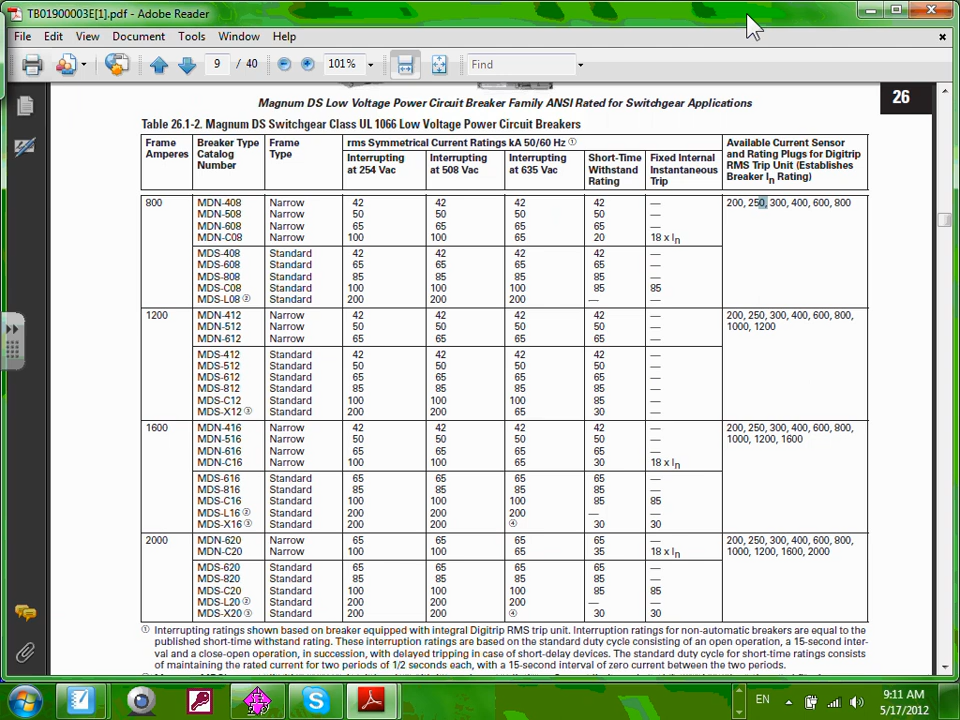 TB01900003E[1].pdf - Adobe Reader
File Edit View Document Tools Window Help
9 / 40 101% Find
Magnum DS Low Voltage Power Circuit Breaker Family ANSI Rated for Switchgear Applications
26
Table 26.1-2. Magnum DS Switchgear Class UL 1066 Low Voltage Power Circuit Breakers
Frame Amperes | Breaker Type Catalog Number | Frame Type | rms Symmetrical Current Ratings kA 50/60 Hz ① | Available Current Sensor and Rating Plugs for Digitrip RMS Trip Unit (Establishes Breaker In Rating)
Interrupting at 254 Vac | Interrupting at 508 Vac | Interrupting at 635 Vac | Short-Time Withstand Rating | Fixed Internal Instantaneous Trip
800 MDN-408 Narrow 42 42 42 42 — 200, 250, 300, 400, 600, 800
MDN-508 Narrow 50 50 50 50 —
MDN-608 Narrow 65 65 65 65 —
MDN-C08 Narrow 100 100 65 20 18 x In
MDS-408 Standard 42 42 42 42 —
MDS-608 Standard 65 65 65 65 —
MDS-808 Standard 85 85 85 85 —
MDS-C08 Standard 100 100 100 85 85
MDS-L08 ② Standard 200 200 200 — —
1200 MDN-412 Narrow 42 42 42 42 — 200, 250, 300, 400, 600, 800,
MDN-512 Narrow 50 50 50 50 — 1000, 1200
MDN-612 Narrow 65 65 65 65 —
MDS-412 Standard 42 42 42 42 —
MDS-512 Standard 50 50 50 50 —
MDS-612 Standard 65 65 65 65 —
MDS-812 Standard 85 85 85 85 —
MDS-C12 Standard 100 100 100 85 —
MDS-X12 ③ Standard 200 200 65 30 —
1600 MDN-416 Narrow 42 42 42 42 — 200, 250, 300, 400, 600, 800,
MDN-516 Narrow 50 50 50 50 — 1000, 1200, 1600
MDN-616 Narrow 65 65 65 65 —
MDN-C16 Narrow 100 100 65 30 18 x In
MDS-616 Standard 65 65 65 65 —
MDS-816 Standard 85 85 85 85 —
MDS-C16 Standard 100 100 100 85 85
MDS-L16 ② Standard 200 200 200 — —
MDS-X16 ③ Standard 200 200 ④ 30 30
2000 MDN-620 Narrow 65 65 65 65 — 200, 250, 300, 400, 600, 800,
MDN-C20 Narrow 100 100 65 35 18 x In 1000, 1200, 1600, 2000
MDS-620 Standard 65 65 65 65 —
MDS-820 Standard 85 85 85 85 —
MDS-C20 Standard 100 100 100 85 85
MDS-L20 ② Standard 200 200 200 — —
MDS-X20 ③ Standard 200 200 ④ 30 30
① Interrupting ratings shown based on breaker equipped with integral Digitrip RMS trip unit. Interruption ratings for non-automatic breakers are equal to the
published short-time withstand rating. These interruption ratings are based on the standard duty cycle consisting of an open operation, a 15-second inter-
val and a close-open operation, in succession, with delayed tripping in case of short-delay devices. The standard duty cycle for short-time ratings consists
of maintaining the rated current for two periods of 1/2 seconds each, with a 15-second interval of zero current between the two periods.
EN
9:11 AM
5/17/2012